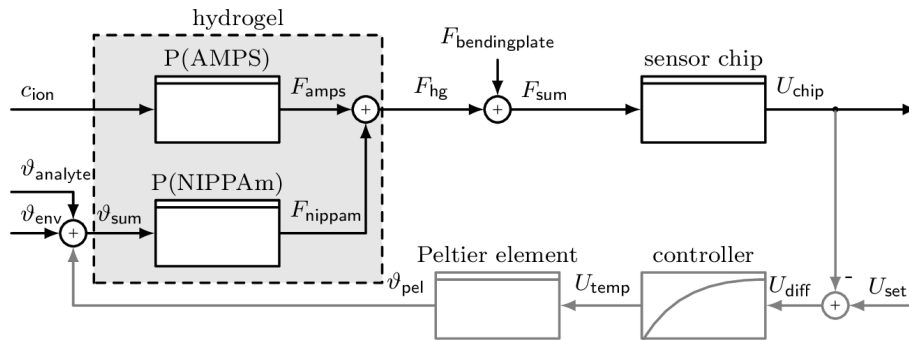 hydrogel
P(AMPS)
F_bendingplate
sensor chip
c_ion
F_amps
+
F_hg
+
F_sum
U_chip
ϑ_analyte
P(NIPPAm)
ϑ_env
+
ϑ_sum
F_nippam
Peltier element
controller
ϑ_pel
U_temp
U_diff
-
+
U_set